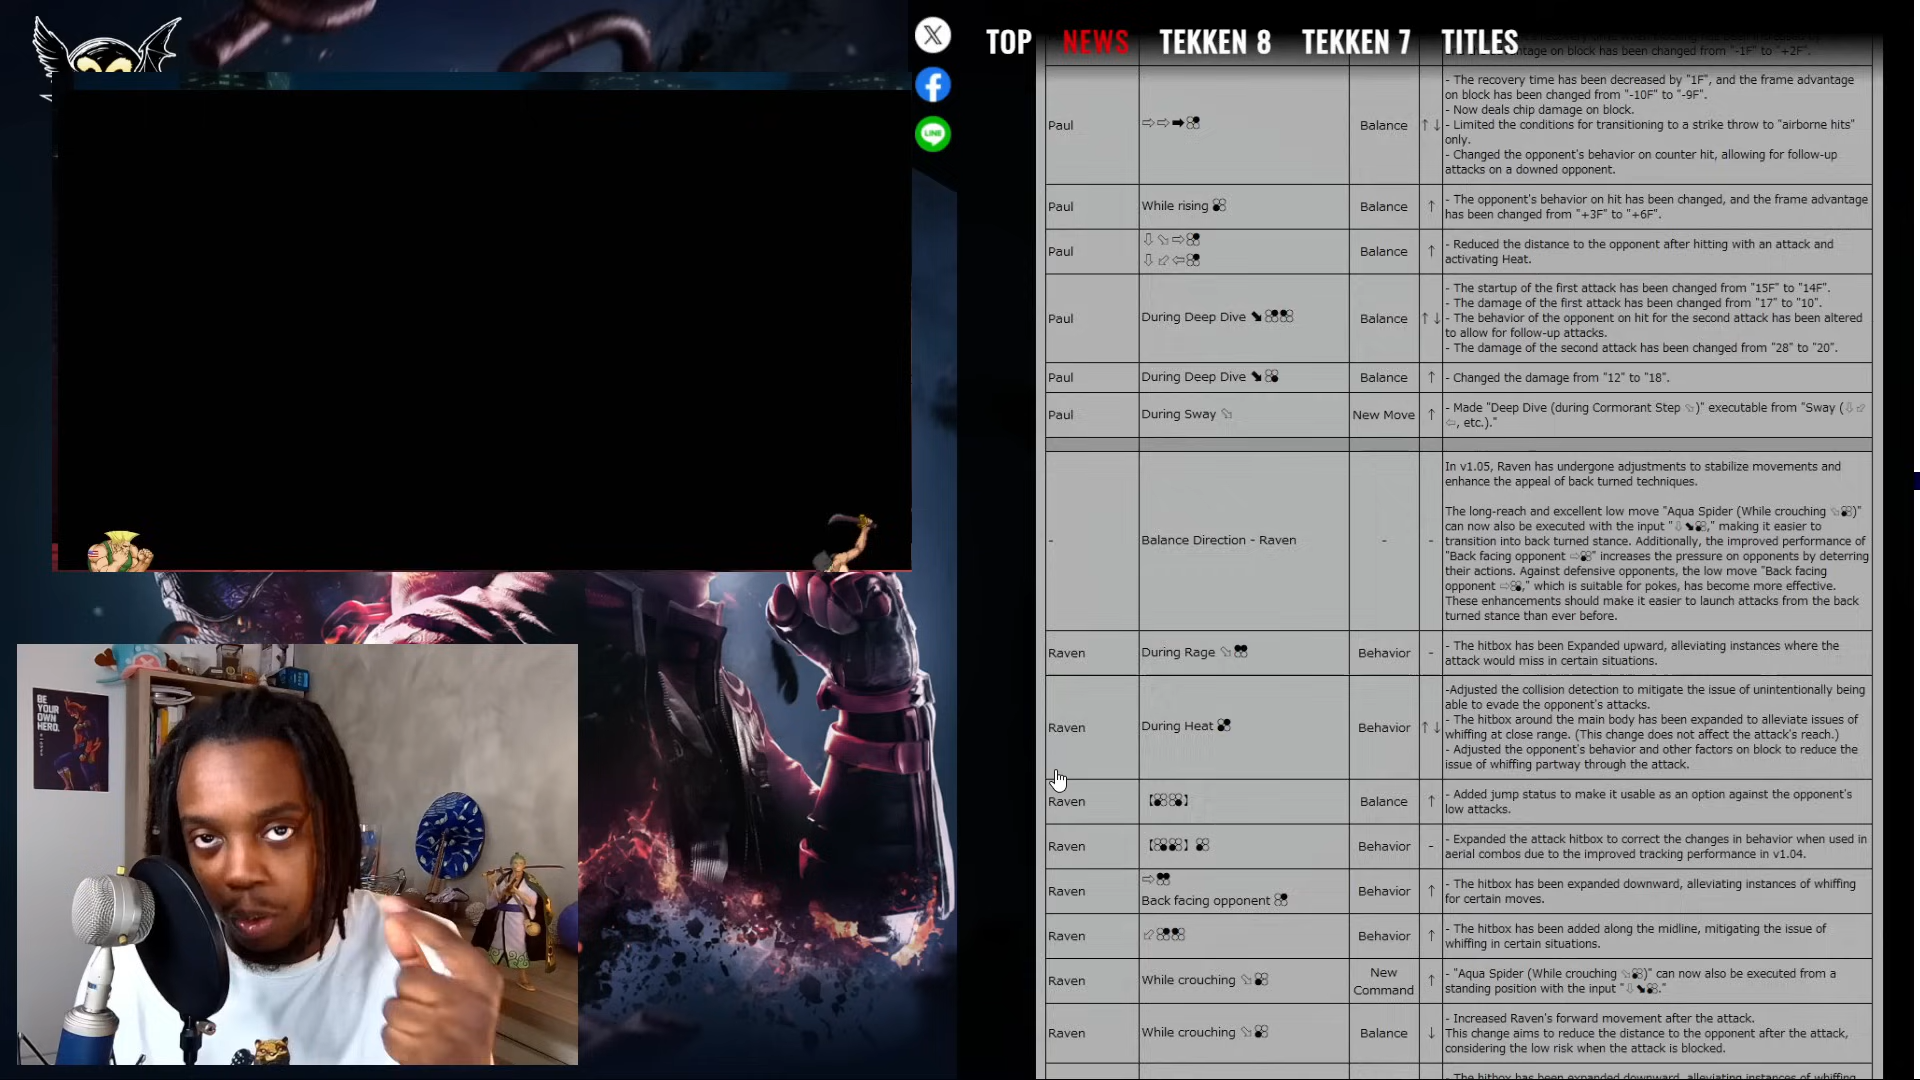 TOP NEWS TEKKEN 8 TEKKEN 7 TITLES
LINE
BE
YOUR
OWN
HERO.
on block has been changed from "-1F" to "+2F".
Paul
Balance
↑↓
- The recovery time has been decreased by "1F", and the frame advantage
on block has been changed from "-10F" to "-9F".
- Now deals chip damage on block.
- Limited the conditions for transitioning to a strike throw to "airborne hits"
only.
- Changed the opponent's behavior on counter hit, allowing for follow-up
attacks on a downed opponent.
Paul
While rising
Balance
↑
- The opponent's behavior on hit has been changed, and the frame advantage
has been changed from "+3F" to "+6F".
Paul
Balance
↑
- Reduced the distance to the opponent after hitting with an attack and
activating Heat.
Paul
During Deep Dive
Balance
↑↓
- The startup of the first attack has been changed from "15F" to "14F".
- The damage of the first attack has been changed from "17" to "10".
- The behavior of the opponent on hit for the second attack has been altered
to allow for follow-up attacks.
- The damage of the second attack has been changed from "28" to "20".
Paul
During Deep Dive
Balance
↑
- Changed the damage from "12" to "18".
Paul
During Sway
New Move
↑
- Made "Deep Dive (during Cormorant Step ⇘)" executable from "Sway (⇩⇙
⇦, etc.)."
-
Balance Direction - Raven
-
-
In v1.05, Raven has undergone adjustments to stabilize movements and
enhance the appeal of back turned techniques.
The long-reach and excellent low move "Aqua Spider (While crouching ⇘)"
can now also be executed with the input "⇩⬊," making it easier to
transition into back turned stance. Additionally, the improved performance of
"Back facing opponent ⇨" increases the pressure on opponents by deterring
their actions. Against defensive opponents, the low move "Back facing
opponent ⇨," which is suitable for pokes, has become more effective.
These enhancements should make it easier to launch attacks from the back
turned stance than ever before.
Raven
During Rage
Behavior
-
- The hitbox has been Expanded upward, alleviating instances where the
attack would miss in certain situations.
Raven
During Heat
Behavior
↑↓
-Adjusted the collision detection to mitigate the issue of unintentionally being
able to evade the opponent's attacks.
- The hitbox around the main body has been expanded to alleviate issues of
whiffing at close range. (This change does not affect the attack's reach.)
- Adjusted the opponent's behavior and other factors on block to reduce the
issue of whiffing partway through the attack.
Raven
Balance
↑
- Added jump status to make it usable as an option against the opponent's
low attacks.
Raven
Behavior
-
- Expanded the attack hitbox to correct the changes in behavior when used in
aerial combos due to the improved tracking performance in v1.04.
Raven
Back facing opponent
Behavior
↑
- The hitbox has been expanded downward, alleviating instances of whiffing
for certain moves.
Raven
Behavior
↑
- The hitbox has been added along the midline, mitigating the issue of
whiffing in certain situations.
Raven
While crouching
New
Command
↑
- "Aqua Spider (While crouching ⇘)" can now also be executed from a
standing position with the input "⇩⬊."
Raven
While crouching
Balance
↓
- Increased Raven's forward movement after the attack.
This change aims to reduce the distance to the opponent after the attack,
considering the low risk when the attack is blocked.
- The hitbox has been expanded downward, alleviating instances of whiffing